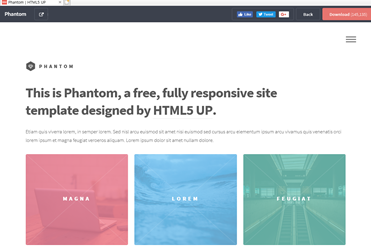 Phantom | HTML5 UP
Phantom
Like
Tweet
G+
Back
Download
PHANTOM
This is Phantom, a free, fully responsive site
template designed by HTML5 UP.
Etiam quis viverra lorem, in semper lorem. Sed nisl arcu euismod sit amet nisi euismod sed cursus arcu elementum ipsum arcu vivamus quis venenatis orci
lorem ipsum et magna feugiat veroeros aliquam. Lorem ipsum dolor sit amet nullam dolore.
MAGNA
LOREM
FEUGIAT